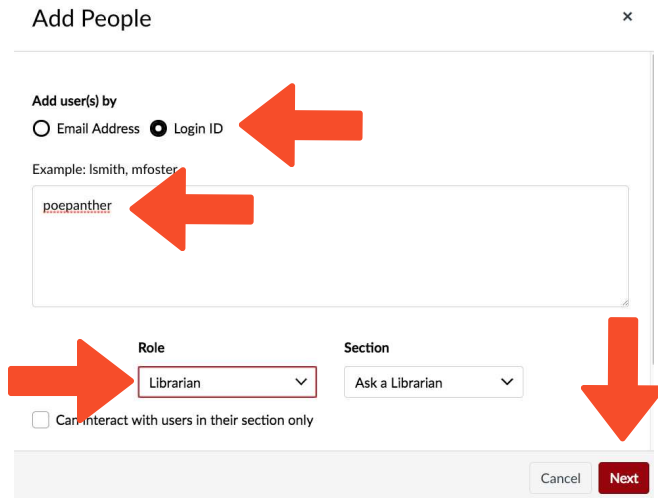 Add People ×
Add user(s) by
Email Address Login ID
Example: lsmith, mfoster
poepanther
Role Section
Librarian Ask a Librarian
Can interact with users in their section only
Cancel Next